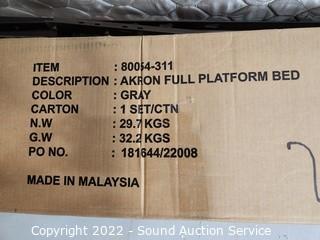 ITEM : 80054-311
DESCRIPTION : AKRON FULL PLATFORM BED
COLOR : GRAY
CARTON : 1 SET/CTN
N.W : 29.7 KGS
G.W : 32.2 KGS
PO NO. : 181644/22008
MADE IN MALAYSIA
Copyright 2022 - Sound Auction Service